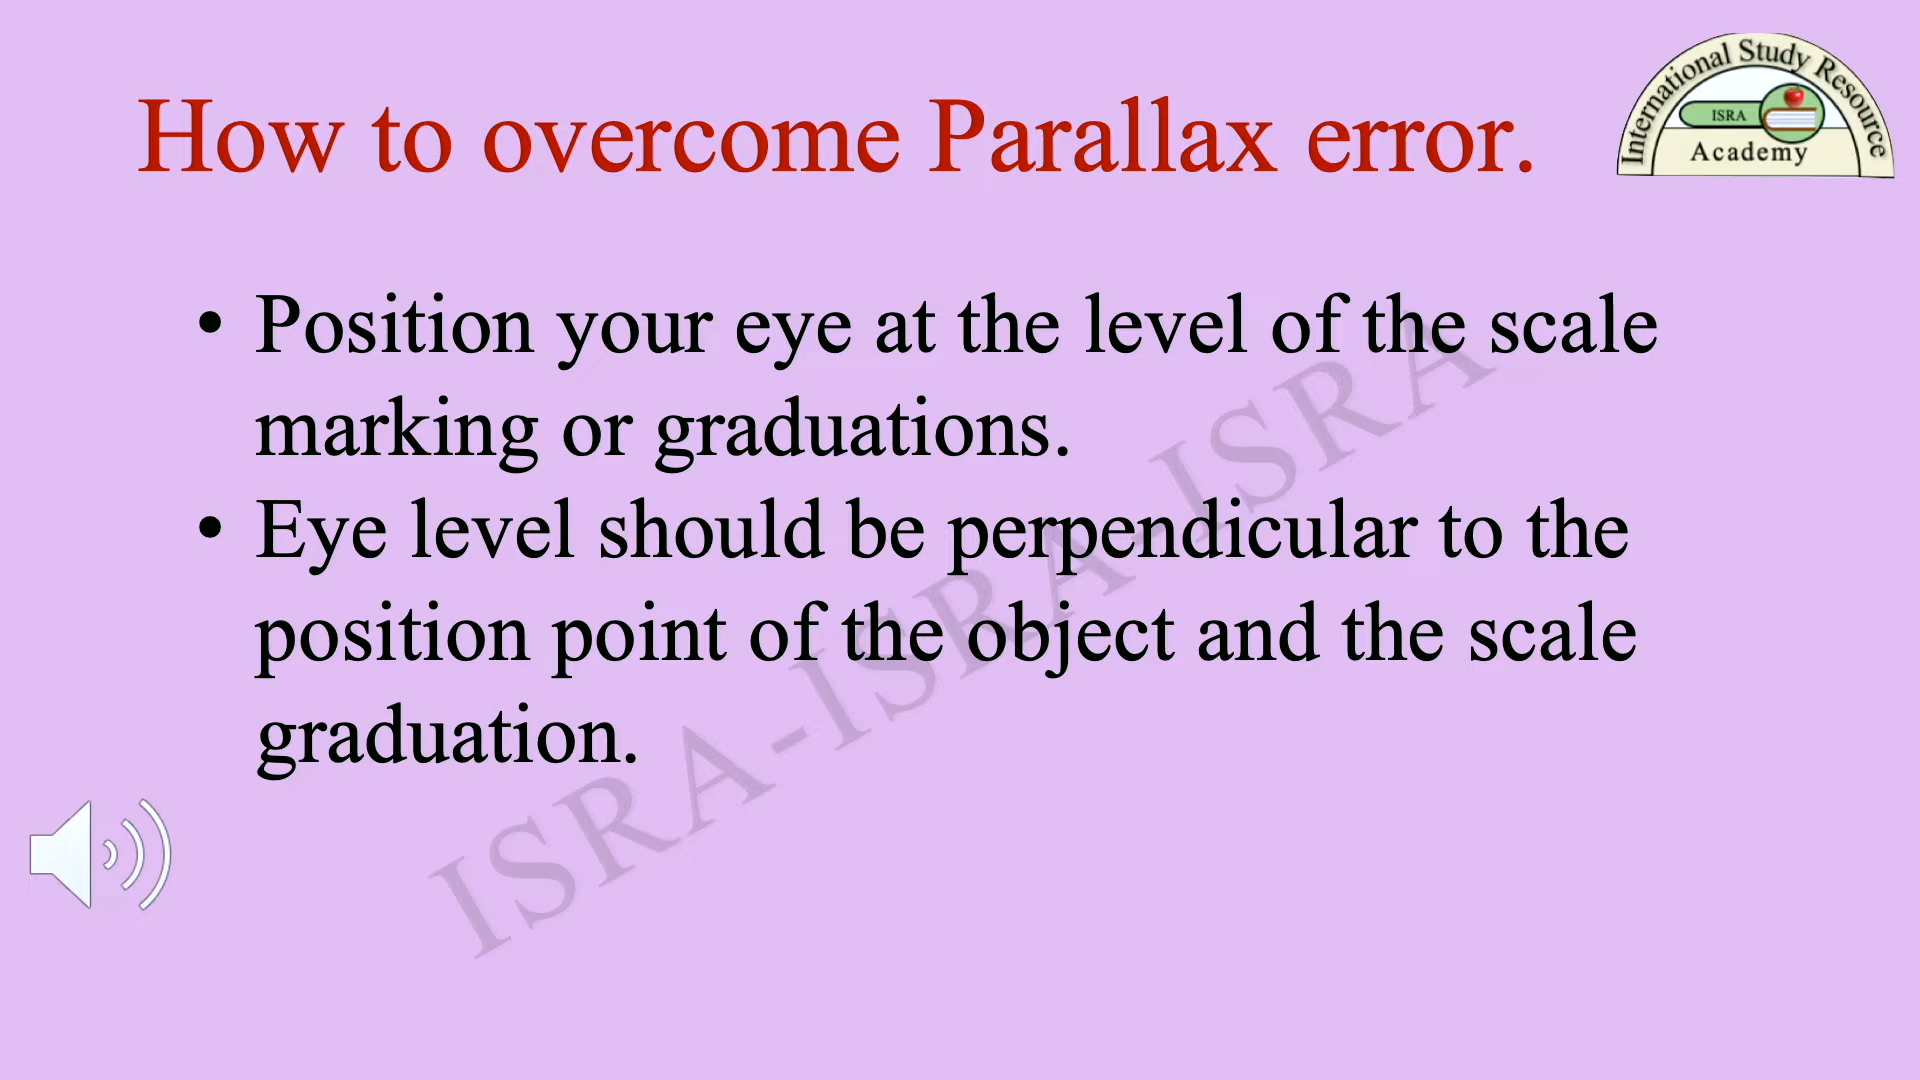 How to overcome Parallax error.
International Study Resource
ISRA
Academy
• Position your eye at the level of the scale
marking or graduations.
• Eye level should be perpendicular to the
position point of the object and the scale
graduation.
ISRA-ISRA-ISRA